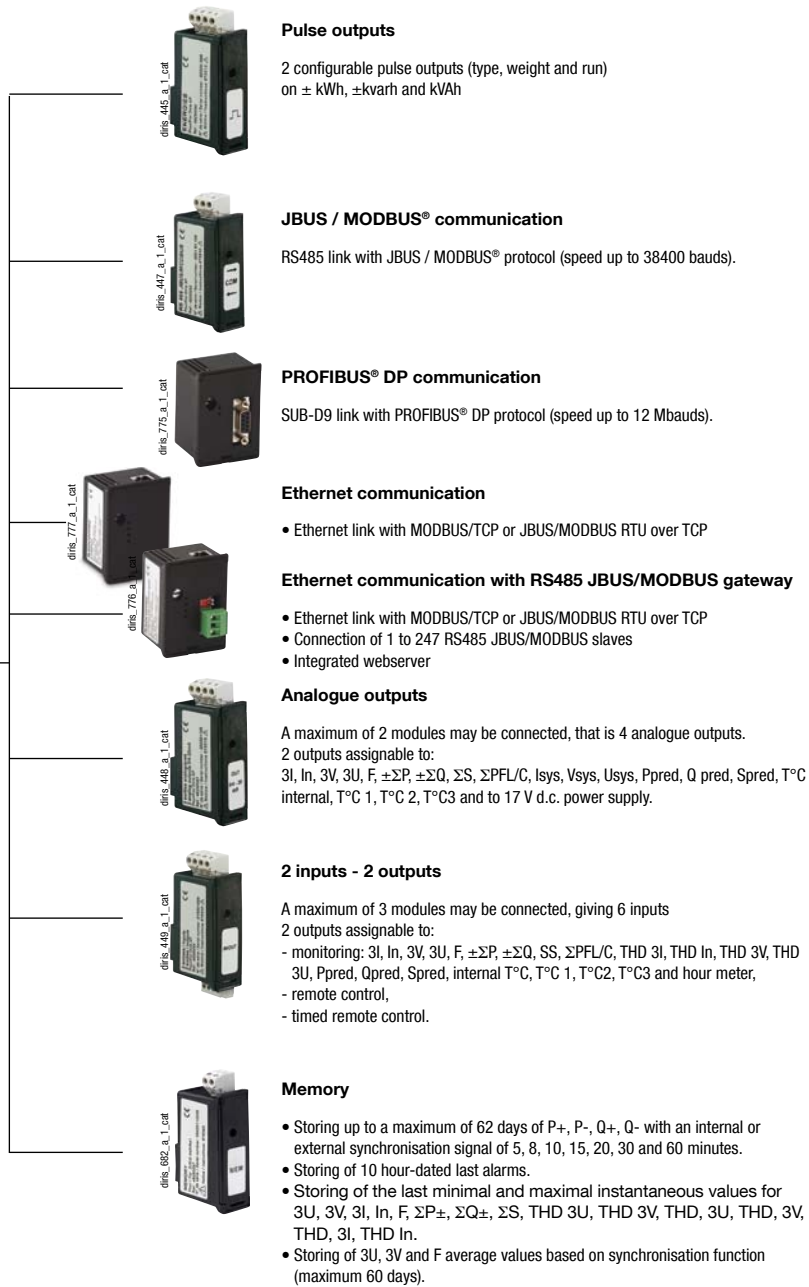 diris_445_a_1_cat
Pulse outputs
2 configurable pulse outputs (type, weight and run)
on ± kWh, ±kvarh and kVAh
diris_447_a_1_cat
COM
JBUS / MODBUS® communication
RS485 link with JBUS / MODBUS® protocol (speed up to 38400 bauds).
diris_775_a_1_cat
PROFIBUS® DP communication
SUB-D9 link with PROFIBUS® DP protocol (speed up to 12 Mbauds).
diris_777_a_1_cat
Ethernet communication
• Ethernet link with MODBUS/TCP or JBUS/MODBUS RTU over TCP
diris_776_a_1_cat
Ethernet communication with RS485 JBUS/MODBUS gateway
• Ethernet link with MODBUS/TCP or JBUS/MODBUS RTU over TCP
• Connection of 1 to 247 RS485 JBUS/MODBUS slaves
• Integrated webserver
diris_448_a_1_cat
OUT
Analogue outputs
A maximum of 2 modules may be connected, that is 4 analogue outputs.
2 outputs assignable to:
3I, In, 3V, 3U, F, ±ΣP, ±ΣQ, ΣS, ΣPFL/C, Isys, Vsys, Usys, Ppred, Q pred, Spred, T°C
internal, T°C 1, T°C 2, T°C3 and to 17 V d.c. power supply.
diris_449_a_1_cat
IN/OUT
2 inputs - 2 outputs
A maximum of 3 modules may be connected, giving 6 inputs
2 outputs assignable to:
- monitoring: 3I, In, 3V, 3U, F, ±ΣP, ±ΣQ, SS, ΣPFL/C, THD 3I, THD In, THD 3V, THD
3U, Ppred, Qpred, Spred, internal T°C, T°C 1, T°C2, T°C3 and hour meter,
- remote control,
- timed remote control.
diris_682_a_1_cat
MEM
Memory
• Storing up to a maximum of 62 days of P+, P-, Q+, Q- with an internal or
external synchronisation signal of 5, 8, 10, 15, 20, 30 and 60 minutes.
• Storing of 10 hour-dated last alarms.
• Storing of the last minimal and maximal instantaneous values for
3U, 3V, 3I, In, F, ΣP±, ΣQ±, ΣS, THD 3U, THD 3V, THD, 3U, THD, 3V,
THD, 3I, THD In.
• Storing of 3U, 3V and F average values based on synchronisation function
(maximum 60 days).